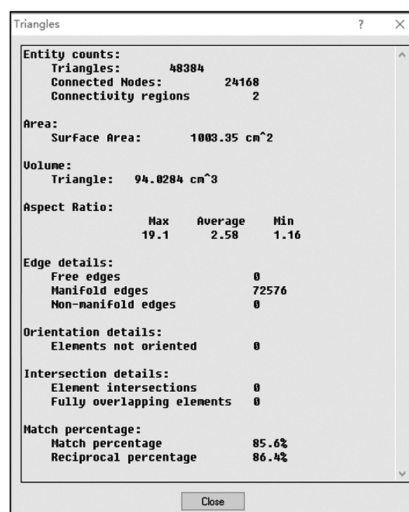 Triangles ? ×
Entity counts:
Triangles: 48384
Connected Nodes: 24168
Connectivity regions 2
Area:
Surface Area: 1003.35 cm^2
Volume:
Triangle: 94.0284 cm^3
Aspect Ratio:
Max Average Min
19.1 2.58 1.16
Edge details:
Free edges 0
Manifold edges 72576
Non-manifold edges 0
Orientation details:
Elements not oriented 0
Intersection details:
Element intersections 0
Fully overlapping elements 0
Match percentage:
Match percentage 85.6%
Reciprocal percentage 86.4%
Close